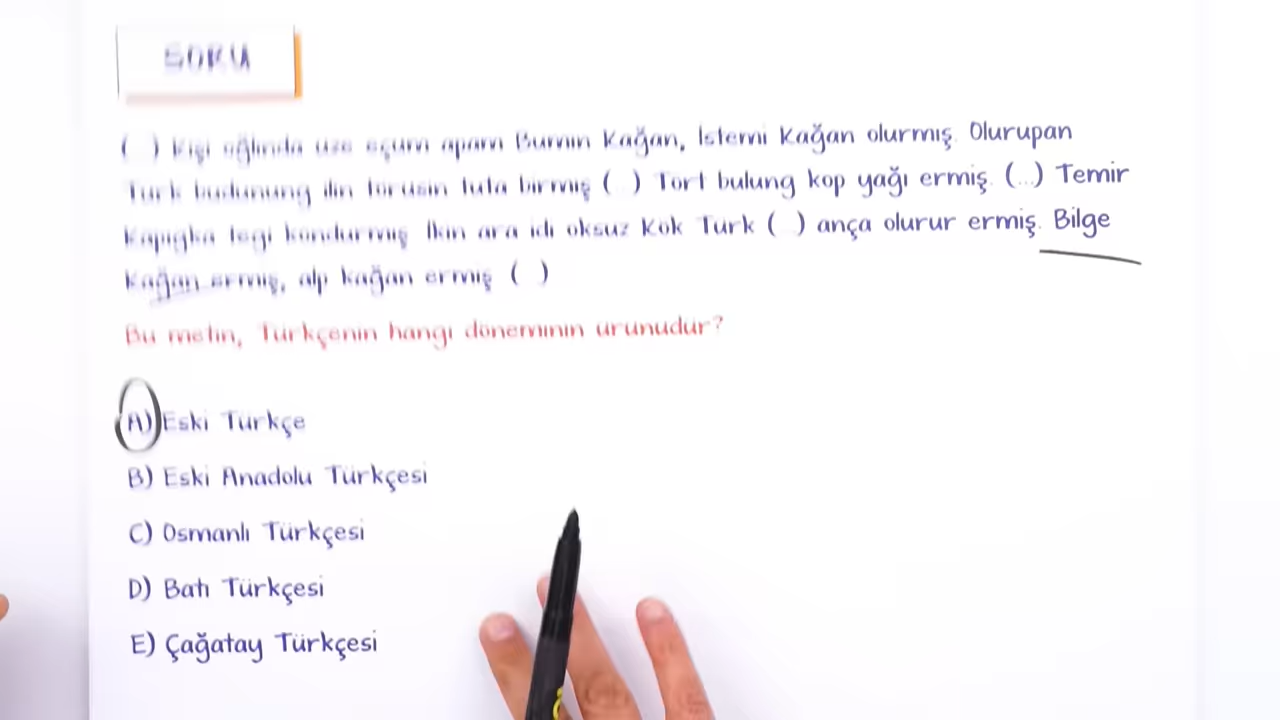 SORU
( ) Kişi oğlında üze eçüm apam Bumın Kağan, İstemi Kağan olurmış. Olurupan
Türk budunung ilin törüsin tuta birmiş ( ) Tört bulung kop yağı ermiş. (...) Temir
Kapıgka tegi kondurmış İkin ara idi oksuz Kök Türk ( ) ança olurur ermiş. Bilge
Kağan ermiş, alp kağan ermiş ( )
Bu metin, Türkçenin hangi döneminin ürünüdür?
A) Eski Türkçe
B) Eski Anadolu Türkçesi
C) Osmanlı Türkçesi
D) Batı Türkçesi
E) Çağatay Türkçesi